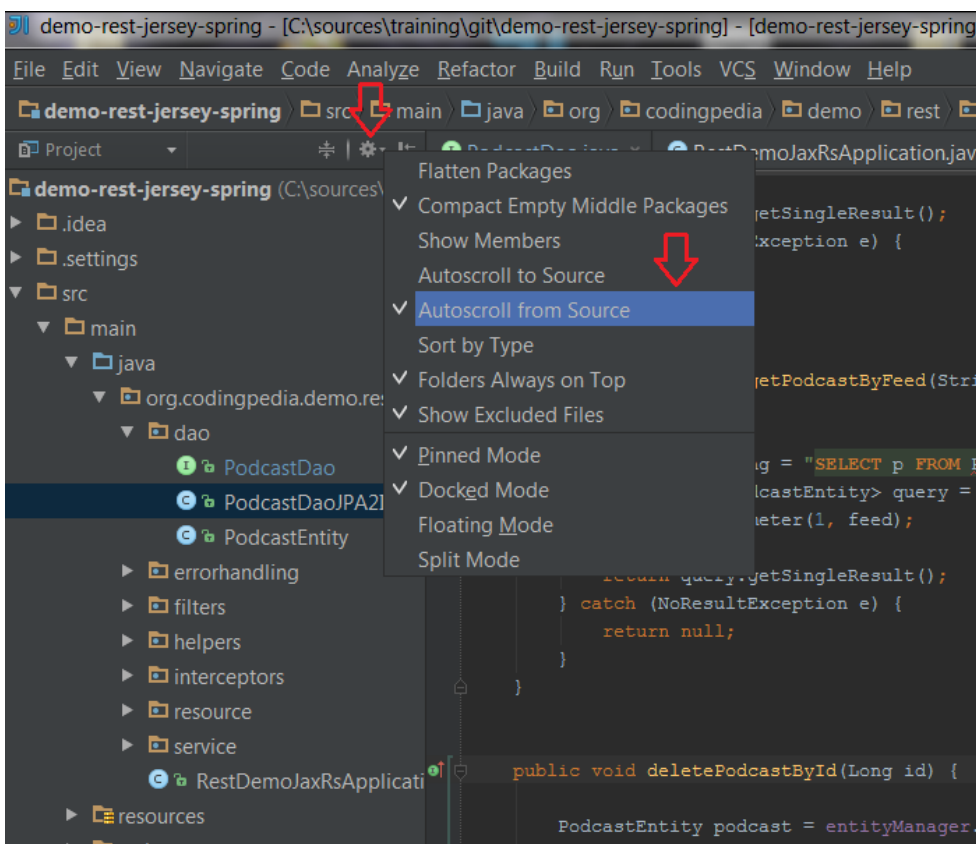 demo-rest-jersey-spring - [C:\sources\training\git\demo-rest-jersey-spring] - [demo-rest-jersey-spring
File Edit View Navigate Code Analyze Refactor Build Run Tools VCS Window Help
demo-rest-jersey-spring src main java org codingpedia demo rest
Project
RestDemoJaxRsApplication.jav
demo-rest-jersey-spring (C:\sources\
.idea
.settings
src
main
java
org.codingpedia.demo.res
dao
PodcastDao
PodcastDaoJPA2I
PodcastEntity
errorhandling
filters
helpers
interceptors
resource
service
RestDemoJaxRsApplicati
resources
Flatten Packages
Compact Empty Middle Packages
Show Members
Autoscroll to Source
Autoscroll from Source
Sort by Type
Folders Always on Top
Show Excluded Files
Pinned Mode
Docked Mode
Floating Mode
Split Mode
getSingleResult();
Exception e) {
getPodcastByFeed(Stri
ng = "SELECT p FROM
dcastEntity> query =
meter(1, feed);
return query.getSingleResult();
} catch (NoResultException e) {
return null;
}
}
public void deletePodcastById(Long id) {
PodcastEntity podcast = entityManager.